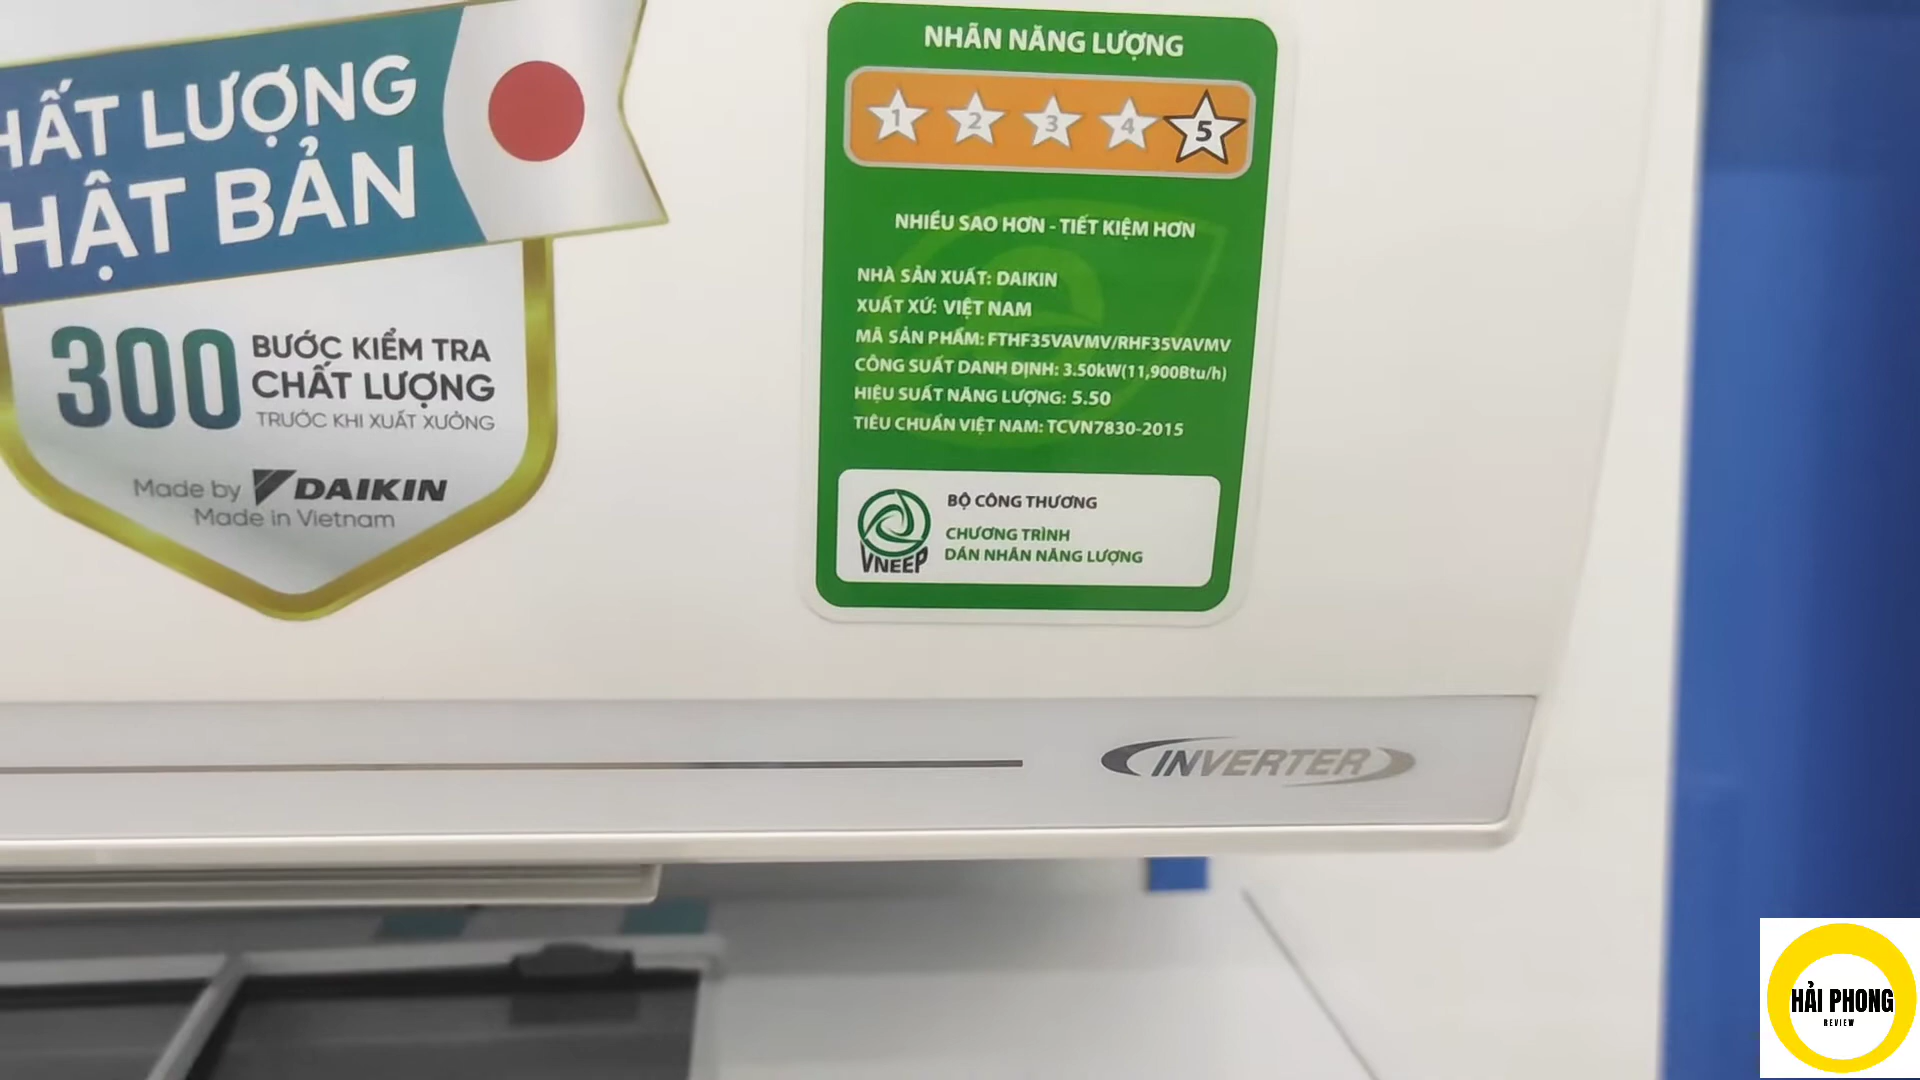 HẤT LƯỢNG
HẬT BẢN
300
BƯỚC KIỂM TRA
CHẤT LƯỢNG
TRƯỚC KHI XUẤT XƯỞNG
Made by DAIKIN
Made in Vietnam
NHÃN NĂNG LƯỢNG
1 2 3 4 5
NHIỀU SAO HƠN - TIẾT KIỆM HƠN
NHÀ SẢN XUẤT: DAIKIN
XUẤT XỨ: VIỆT NAM
MÃ SẢN PHẨM: FTHF35VAVMV/RHF35VAVMV
CÔNG SUẤT DANH ĐỊNH: 3.50kW(11,900Btu/h)
HIỆU SUẤT NĂNG LƯỢNG: 5.50
TIÊU CHUẨN VIỆT NAM: TCVN7830-2015
VNEEP
BỘ CÔNG THƯƠNG
CHƯƠNG TRÌNH
DÁN NHÃN NĂNG LƯỢNG
INVERTER
HẢI PHONG
REVIEW